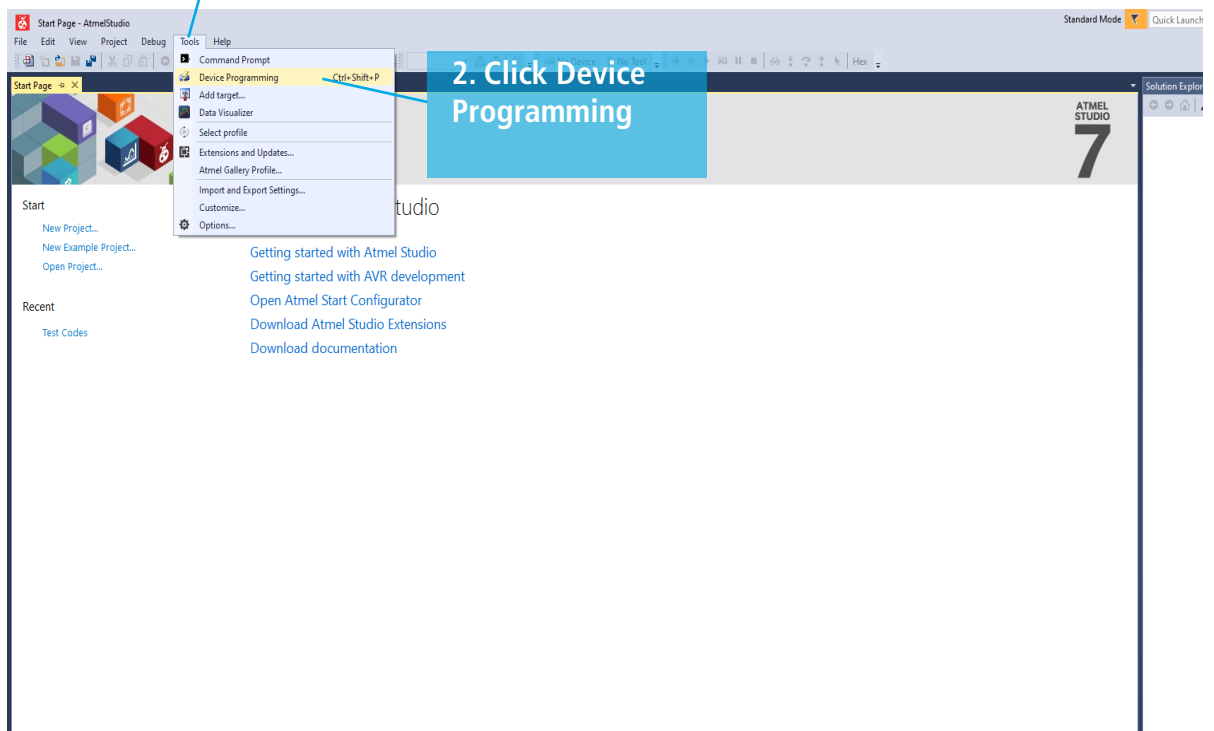 Start Page - AtmelStudio
Standard Mode
Quick Launch
File Edit View Project Debug Tools Help
Hex
Start Page
Solution Explor
Command Prompt
Device Programming Ctrl+Shift+P
Add target...
Data Visualizer
Select profile
Extensions and Updates...
Atmel Gallery Profile...
Import and Export Settings...
Customize...
Options...
2. Click Device
Programming
No Device No Tool
ATMEL
STUDIO
7
tudio
Start
New Project...
New Example Project...
Open Project...
Recent
Test Codes
Getting started with Atmel Studio
Getting started with AVR development
Open Atmel Start Configurator
Download Atmel Studio Extensions
Download documentation